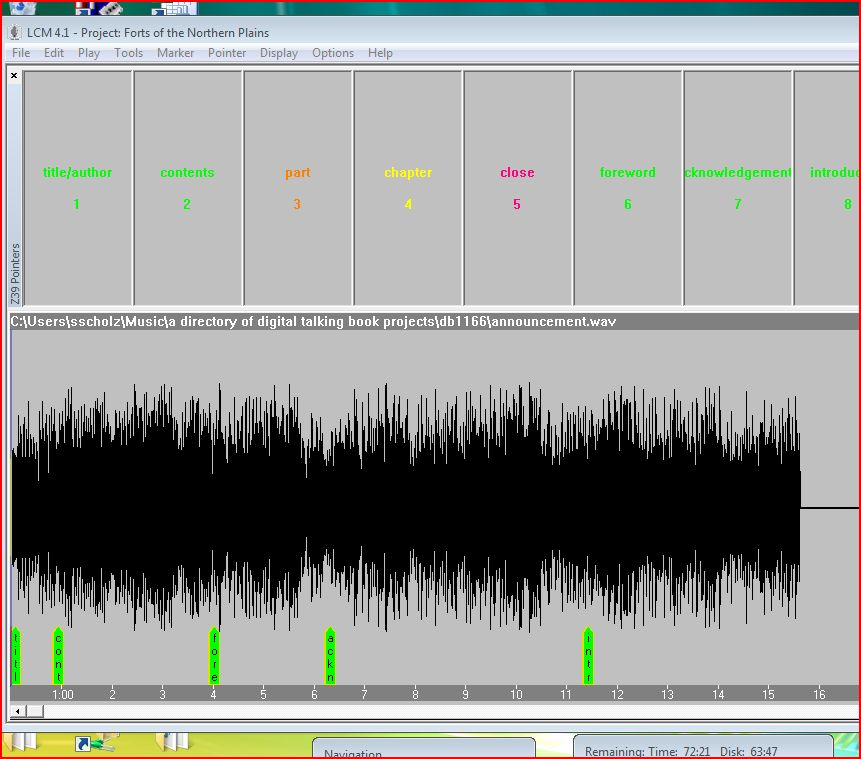 LCM 4.1 - Project: Forts of the Northern Plains
File Edit Play Tools Marker Pointer Display Options Help
title/author contents part chapter close foreword cknowledgement introduc
1 2 3 4 5 6 7 8
Z39 Pointers
C:\Users\sscholz\Music\a directory of digital talking book projects\db1166\announcement.wav
titl cont fore ackn intr
1:00 2 3 4 5 6 7 8 9 10 11 12 13 14 15 16
Navigation
Remaining: Time: 72:21 Disk: 63:47